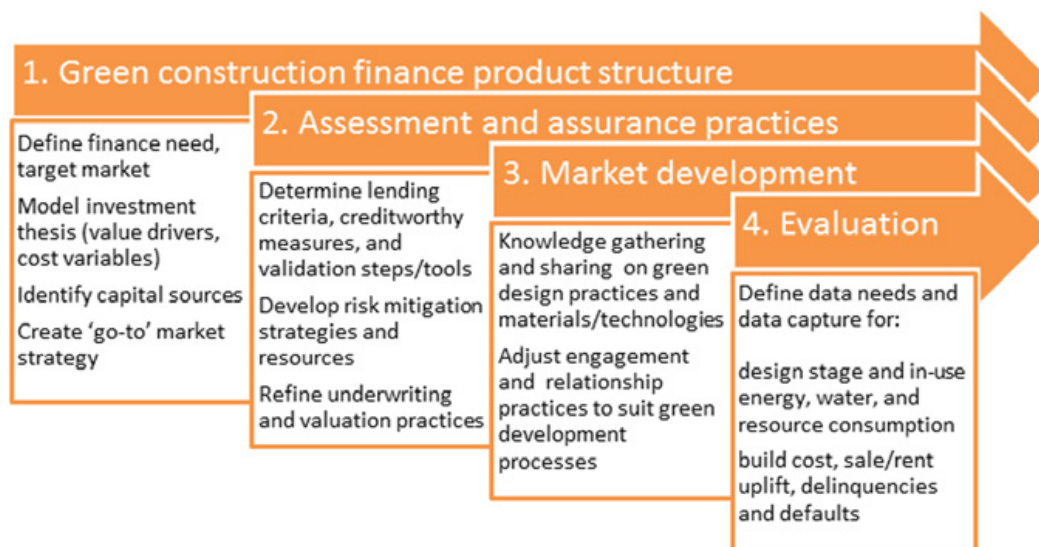 1. Green construction finance product structure
Define finance need,
target market
Model investment
thesis (value drivers,
cost variables)
Identify capital sources
Create ‘go-to’ market
strategy
2. Assessment and assurance practices
Determine lending
criteria, creditworthy
measures, and
validation steps/tools
Develop risk mitigation
strategies and
resources
Refine underwriting
and valuation practices
3. Market development
Knowledge gathering
and sharing on green
design practices and
materials/technologies
Adjust engagement
and relationship
practices to suit green
development
processes
4. Evaluation
Define data needs and
data capture for:
design stage and in-use
energy, water, and
resource consumption
build cost, sale/rent
uplift, delinquencies
and defaults